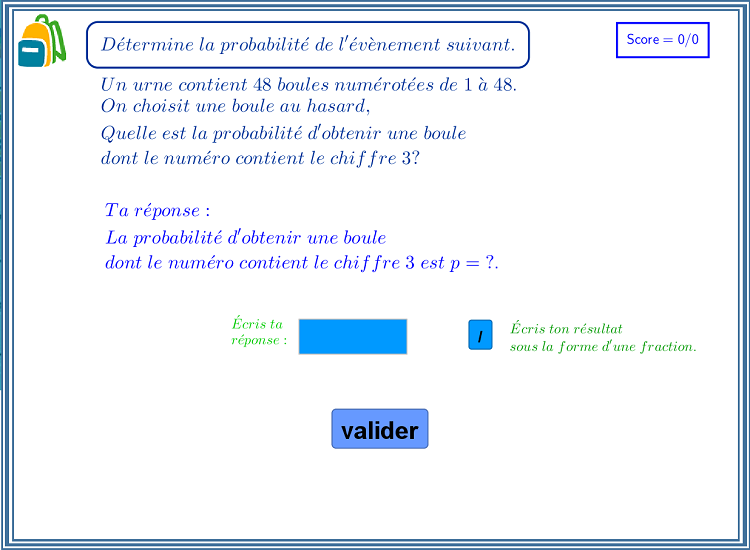 Détermine la probabilité de l'évènement suivant.
Score = 0/0
Un urne contient 48 boules numérotées de 1 à 48.
On choisit une boule au hasard,
Quelle est la probabilité d'obtenir une boule
dont le numéro contient le chiffre 3?
Ta réponse :
La probabilité d'obtenir une boule
dont le numéro contient le chiffre 3 est p = ?.
Écris ta
réponse :
/
Écris ton résultat
sous la forme d'une fraction.
valider